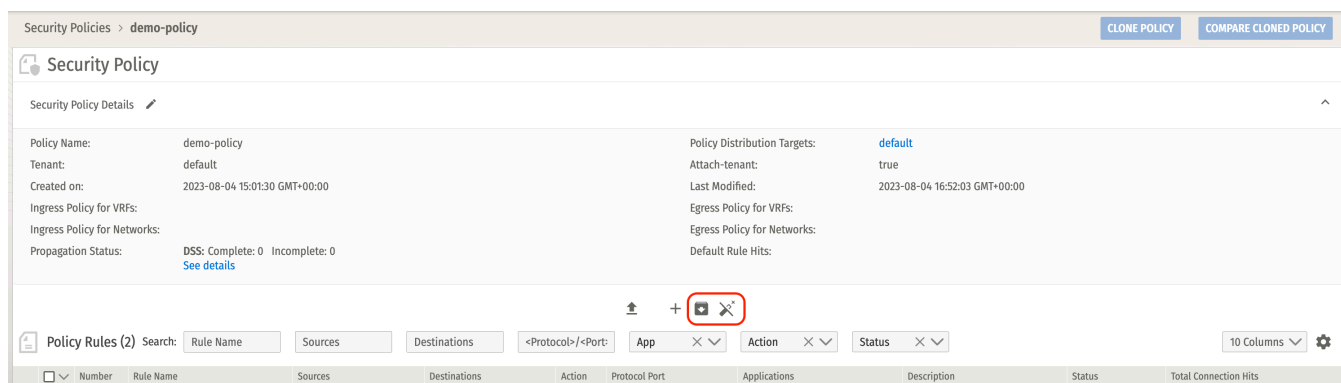 Security Policies > demo-policy
CLONE POLICY COMPARE CLONED POLICY
Security Policy
Security Policy Details
Policy Name: demo-policy Policy Distribution Targets: default
Tenant: default Attach-tenant: true
Created on: 2023-08-04 15:01:30 GMT+00:00 Last Modified: 2023-08-04 16:52:03 GMT+00:00
Ingress Policy for VRFs: Egress Policy for VRFs:
Ingress Policy for Networks: Egress Policy for Networks:
Propagation Status: DSS: Complete: 0 Incomplete: 0 Default Rule Hits:
See details
Policy Rules (2) Search: Rule Name Sources Destinations <Protocol>/<Port: App Action Status 10 Columns
Number Rule Name Sources Destinations Action Protocol Port Applications Description Status Total Connection Hits